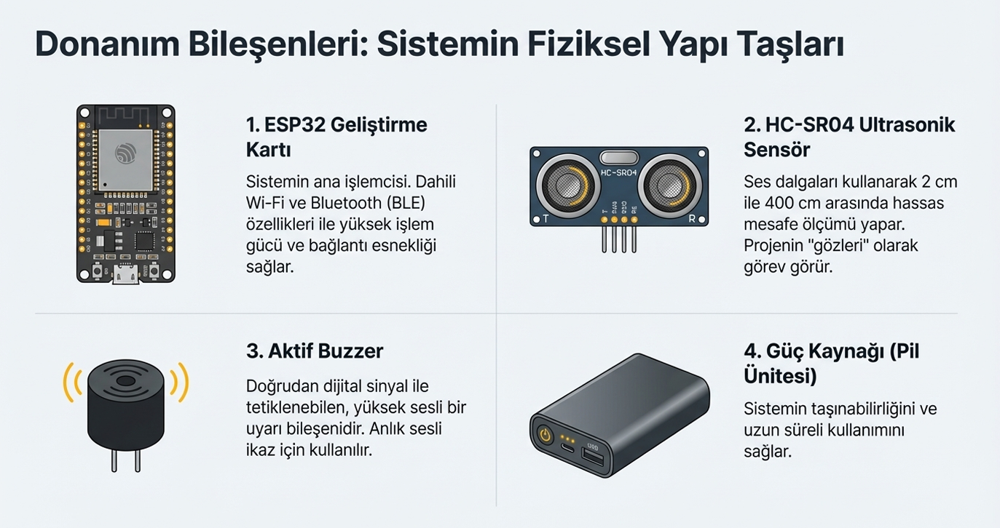 Donanım Bileşenleri: Sistemin Fiziksel Yapı Taşları
1. ESP32 Geliştirme
Kartı
Sistemin ana işlemcisi. Dahili
Wi-Fi ve Bluetooth (BLE)
özellikleri ile yüksek işlem
gücü ve bağlantı esnekliği
sağlar.
HC-SR04
T
R
2. HC-SR04 Ultrasonik
Sensör
Ses dalgaları kullanarak 2 cm
ile 400 cm arasında hassas
mesafe ölçümü yapar.
Projenin "gözleri" olarak
görev görür.
3. Aktif Buzzer
Doğrudan dijital sinyal ile
tetiklenebilen, yüksek sesli bir
uyarı bileşenidir. Anlık sesli
ikaz için kullanılır.
4. Güç Kaynağı (Pil
Ünitesi)
Sistemin taşınabilirliğini ve
uzun süreli kullanımını
sağlar.